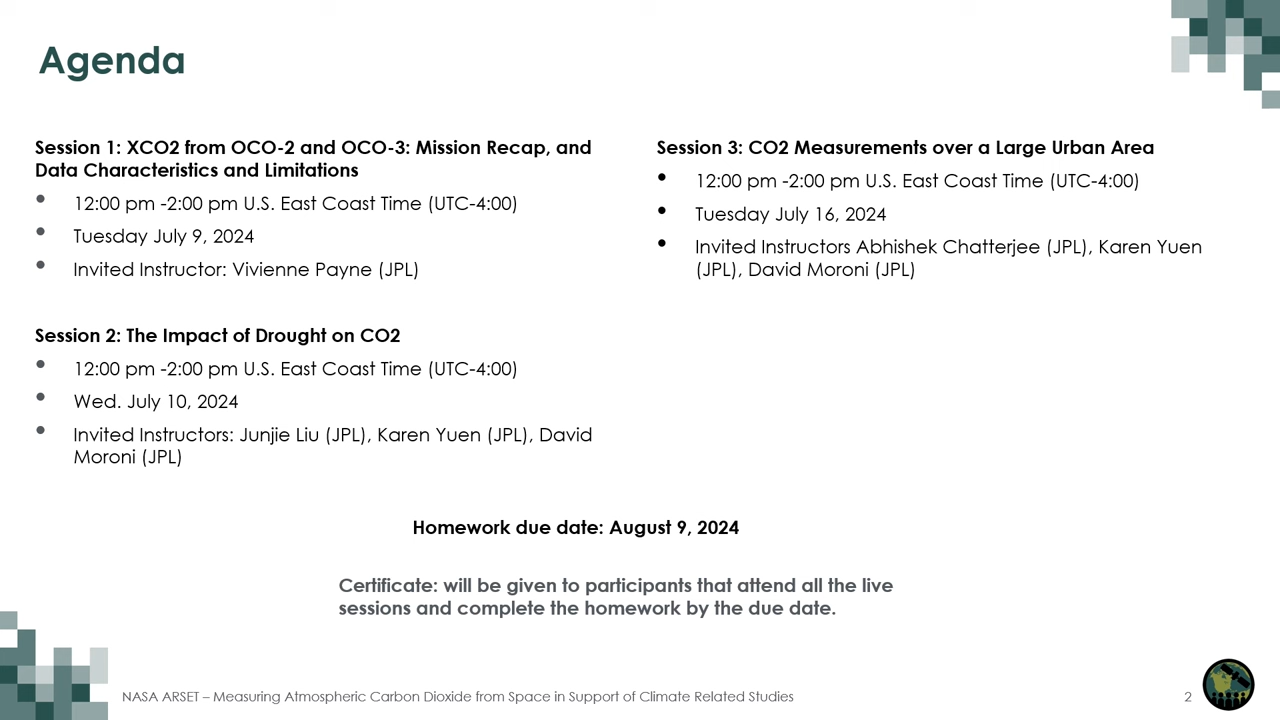 Agenda
Session 1: XCO2 from OCO-2 and OCO-3: Mission Recap, and
Data Characteristics and Limitations
• 12:00 pm -2:00 pm U.S. East Coast Time (UTC-4:00)
• Tuesday July 9, 2024
• Invited Instructor: Vivienne Payne (JPL)
Session 2: The Impact of Drought on CO2
• 12:00 pm -2:00 pm U.S. East Coast Time (UTC-4:00)
• Wed. July 10, 2024
• Invited Instructors: Junjie Liu (JPL), Karen Yuen (JPL), David
Moroni (JPL)
Session 3: CO2 Measurements over a Large Urban Area
• 12:00 pm -2:00 pm U.S. East Coast Time (UTC-4:00)
• Tuesday July 16, 2024
• Invited Instructors Abhishek Chatterjee (JPL), Karen Yuen
(JPL), David Moroni (JPL)
Homework due date: August 9, 2024
Certificate: will be given to participants that attend all the live
sessions and complete the homework by the due date.
NASA ARSET – Measuring Atmospheric Carbon Dioxide from Space in Support of Climate Related Studies
2